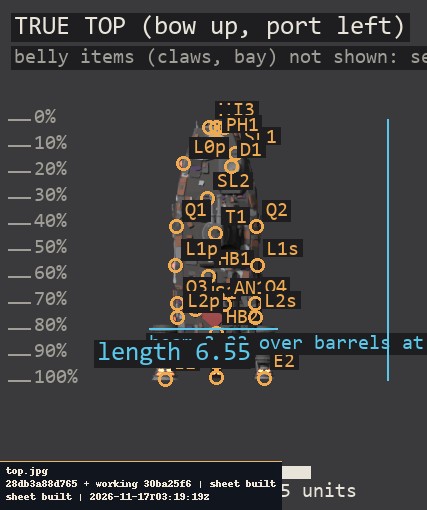 TRUE TOP (bow up, port left)
belly items (claws, bay) not shown: se
0%
PH1
10%
L0p
D1
20%
SL2
30%
Q1
Q2
40%
T1
50%
L1p
HB1
L1s
60%
Q3
AN
Q4
70%
L2p
L2s
HB
80%
over barrels at
length 6.55
90%
E2
100%
top.jpg
28db3a88d765 + working 30ba25f6 | sheet built
sheet built | 2026-11-17T03:19:19Z
5 units